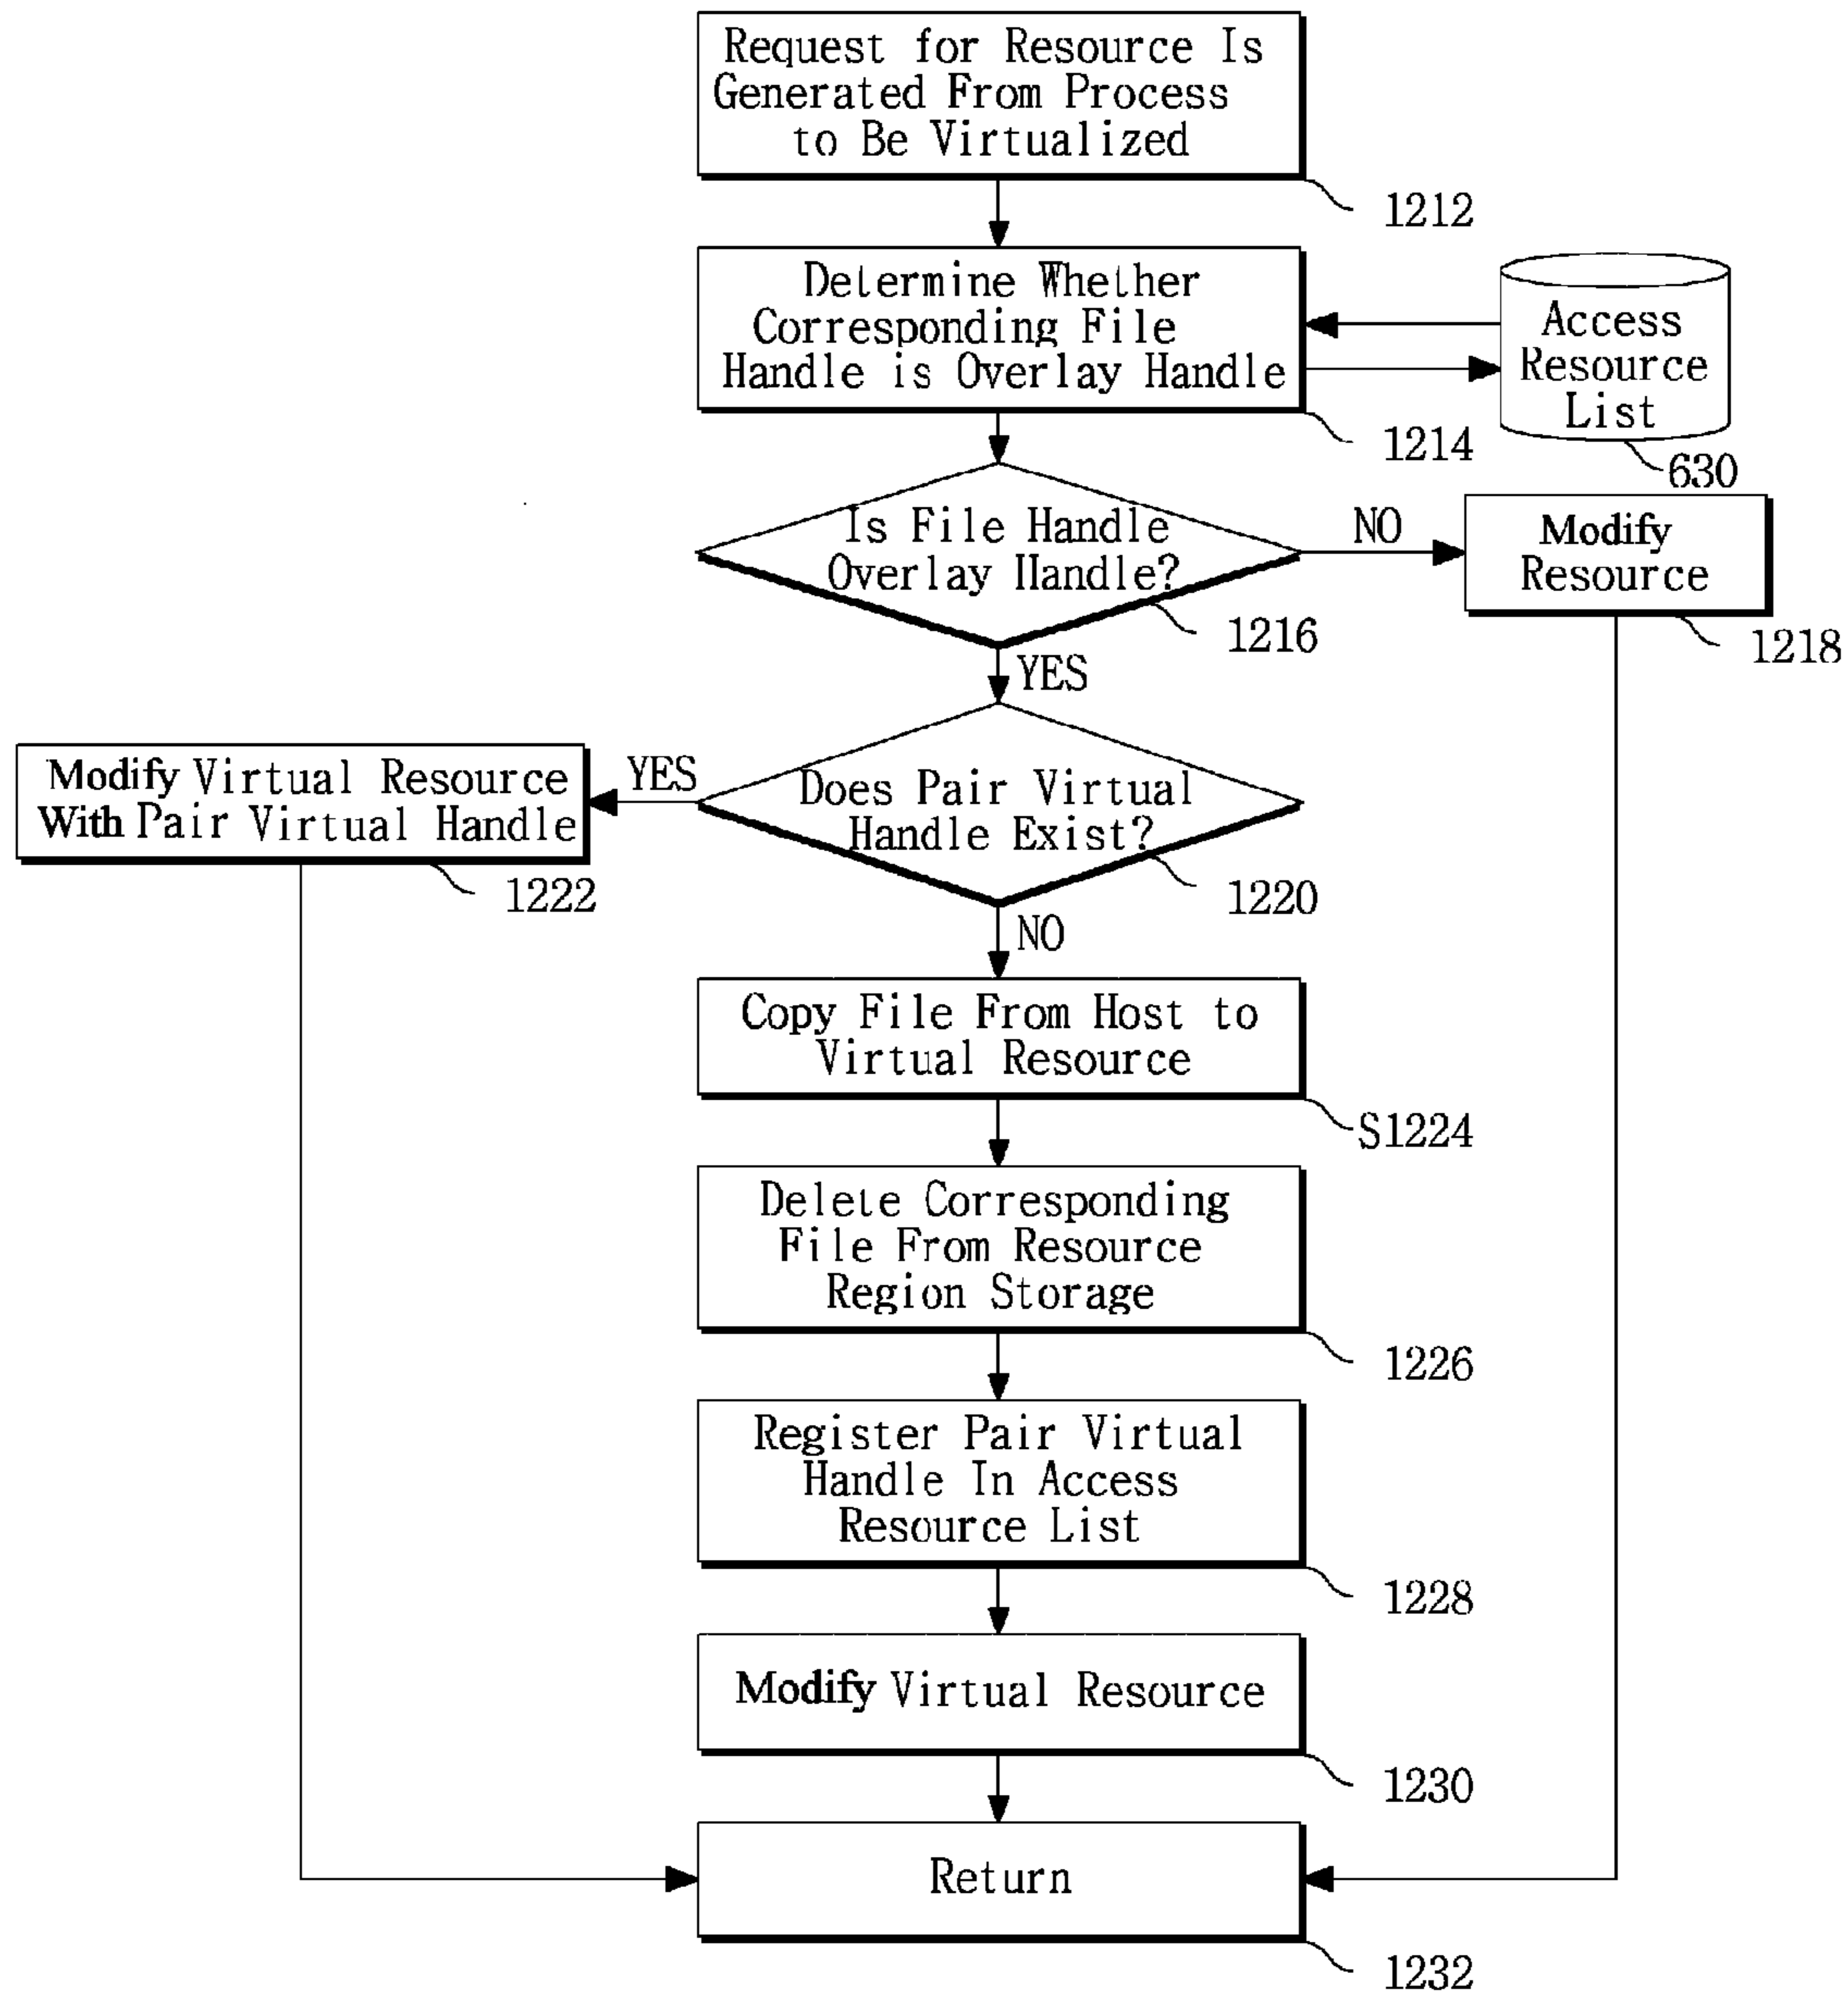 Request for Resource Is
Generated From Process
to Be Virtualized
1212
Determine Whether
Corresponding File
Handle is Overlay Handle
1214
Access
Resource
List
630
Is File Handle
Overlay Handle?
1216
NO
Modify
Resource
1218
YES
Does Pair Virtual
Handle Exist?
1220
YES
Modify Virtual Resource
With Pair Virtual Handle
1222
NO
Copy File From Host to
Virtual Resource
S1224
Delete Corresponding
File From Resource
Region Storage
1226
Register Pair Virtual
Handle In Access
Resource List
1228
Modify Virtual Resource
1230
Return
1232